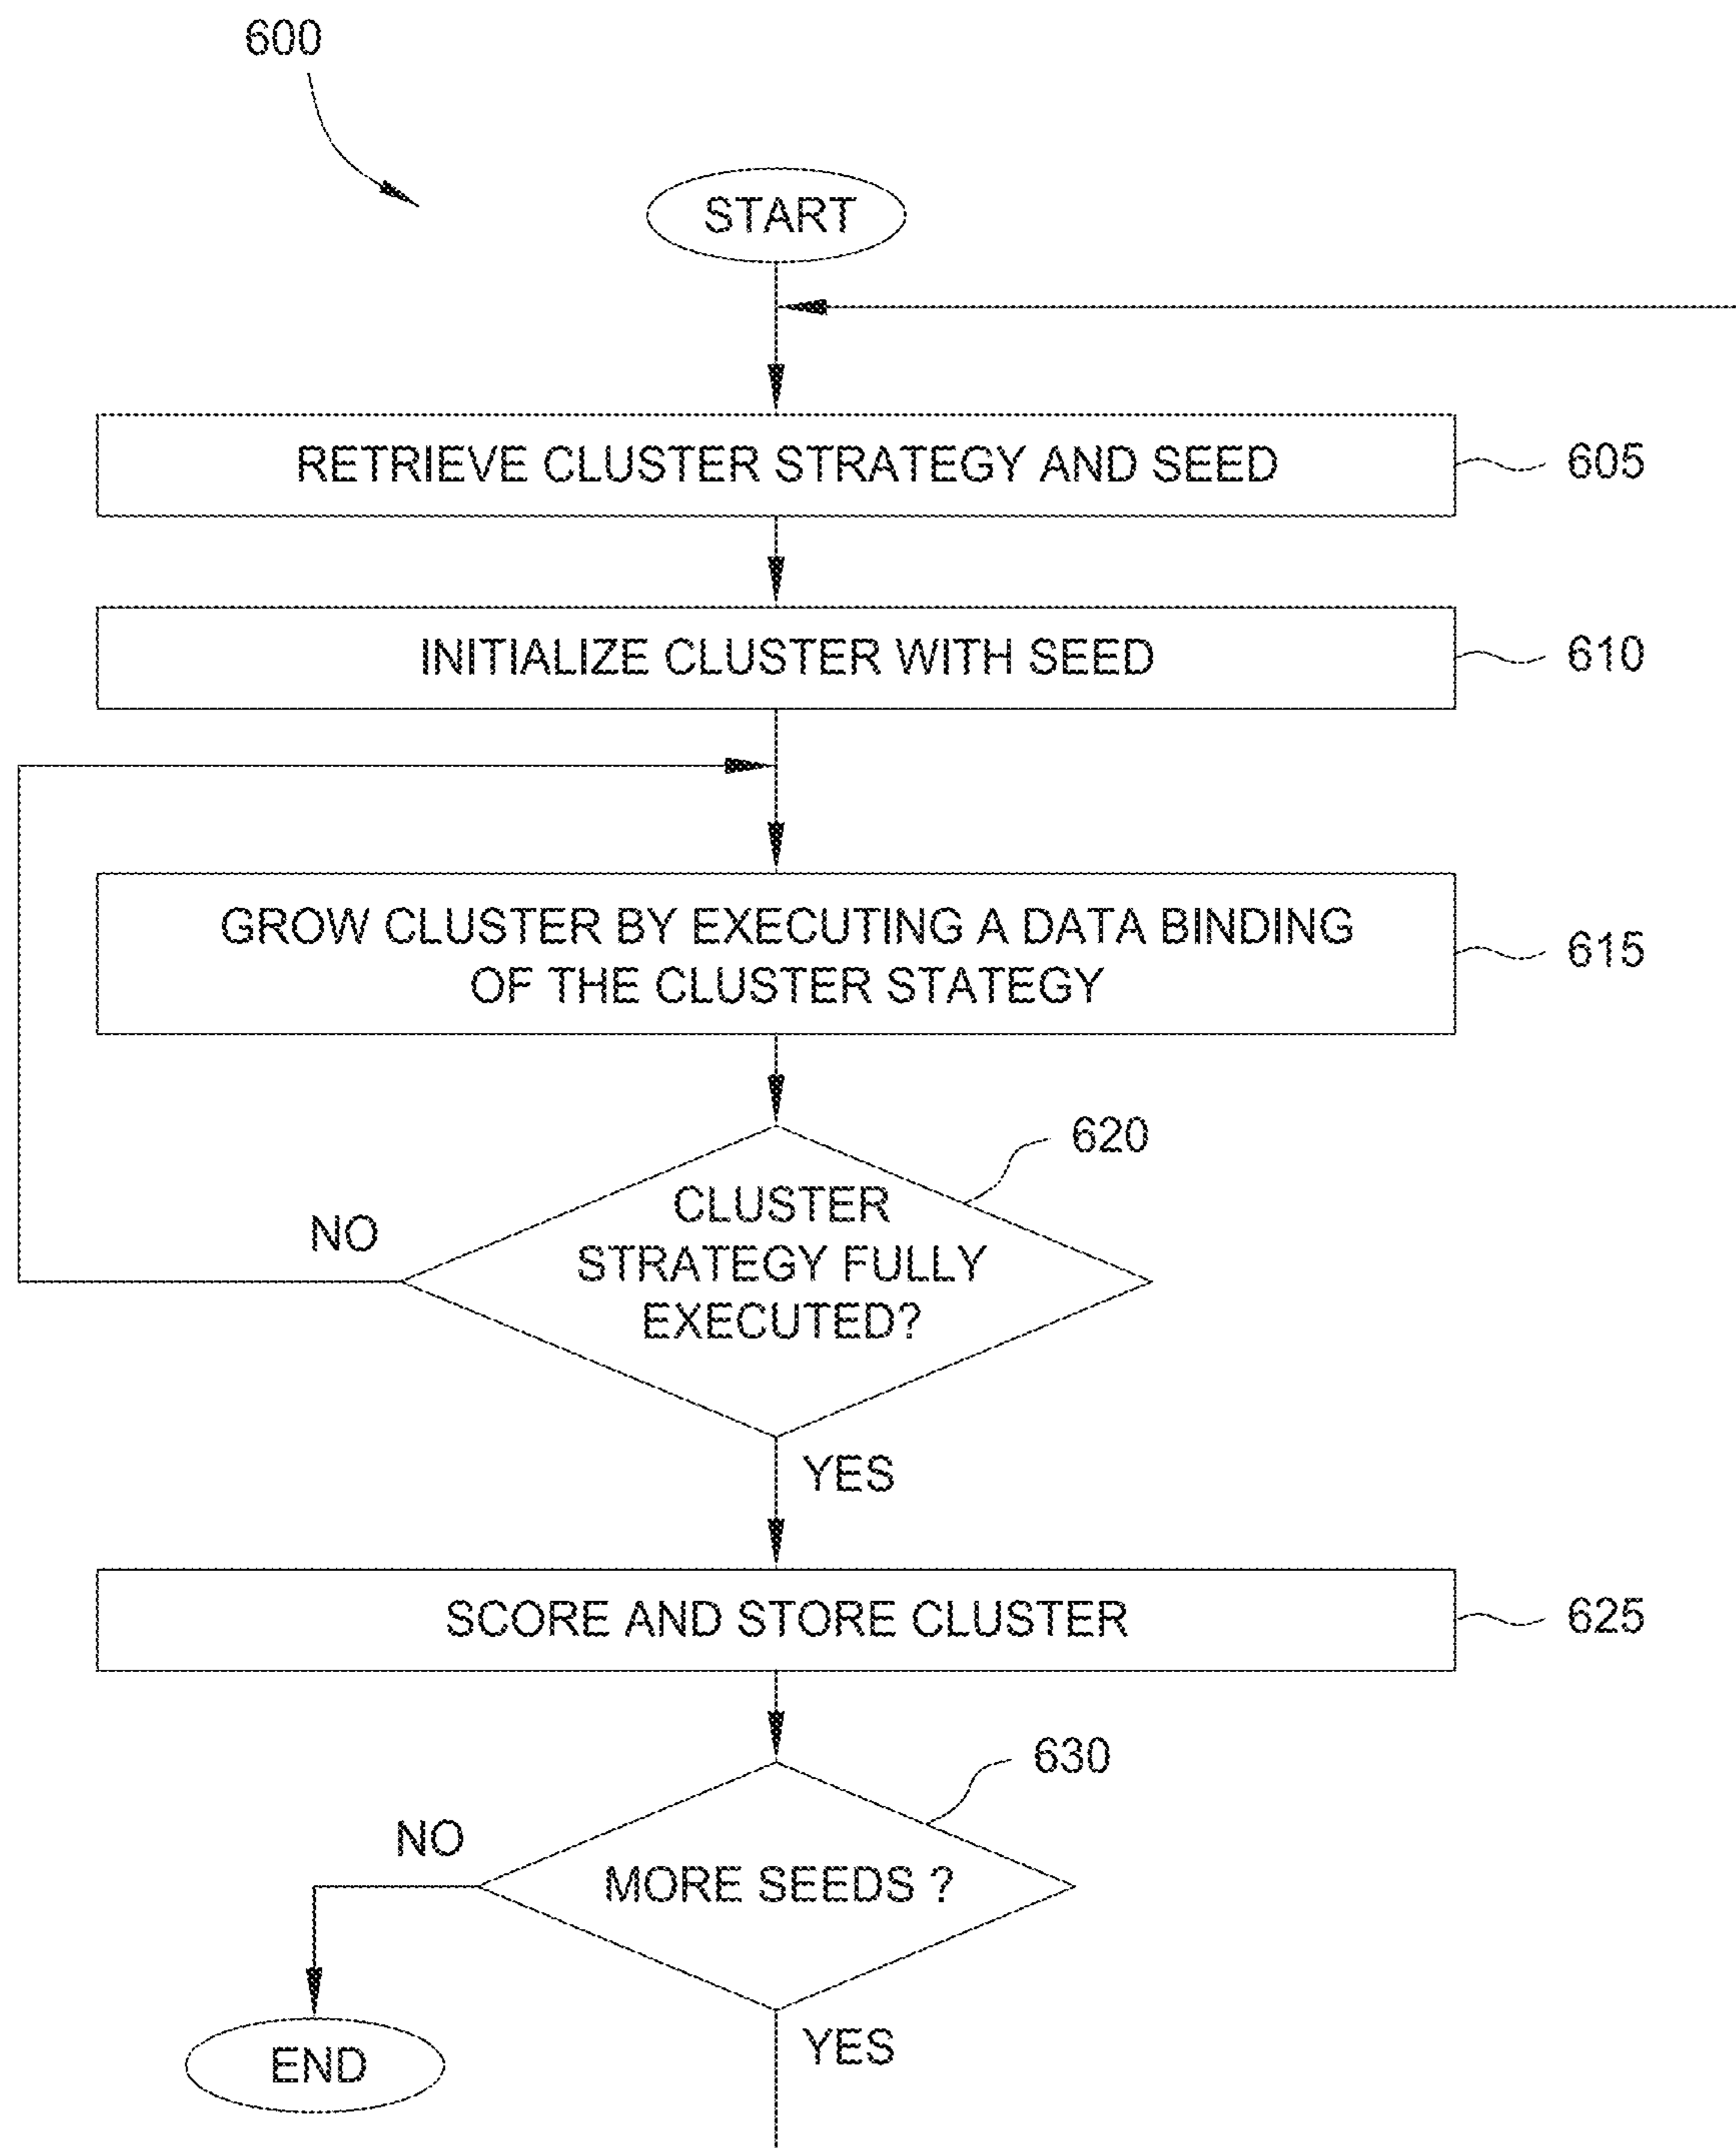 600
START
RETRIEVE CLUSTER STRATEGY AND SEED
605
INITIALIZE CLUSTER WITH SEED
610
GROW CLUSTER BY EXECUTING A DATA BINDING
OF THE CLUSTER STATEGY
615
620
CLUSTER
STRATEGY FULLY
EXECUTED?
NO
YES
SCORE AND STORE CLUSTER
625
630
MORE SEEDS ?
NO
YES
END